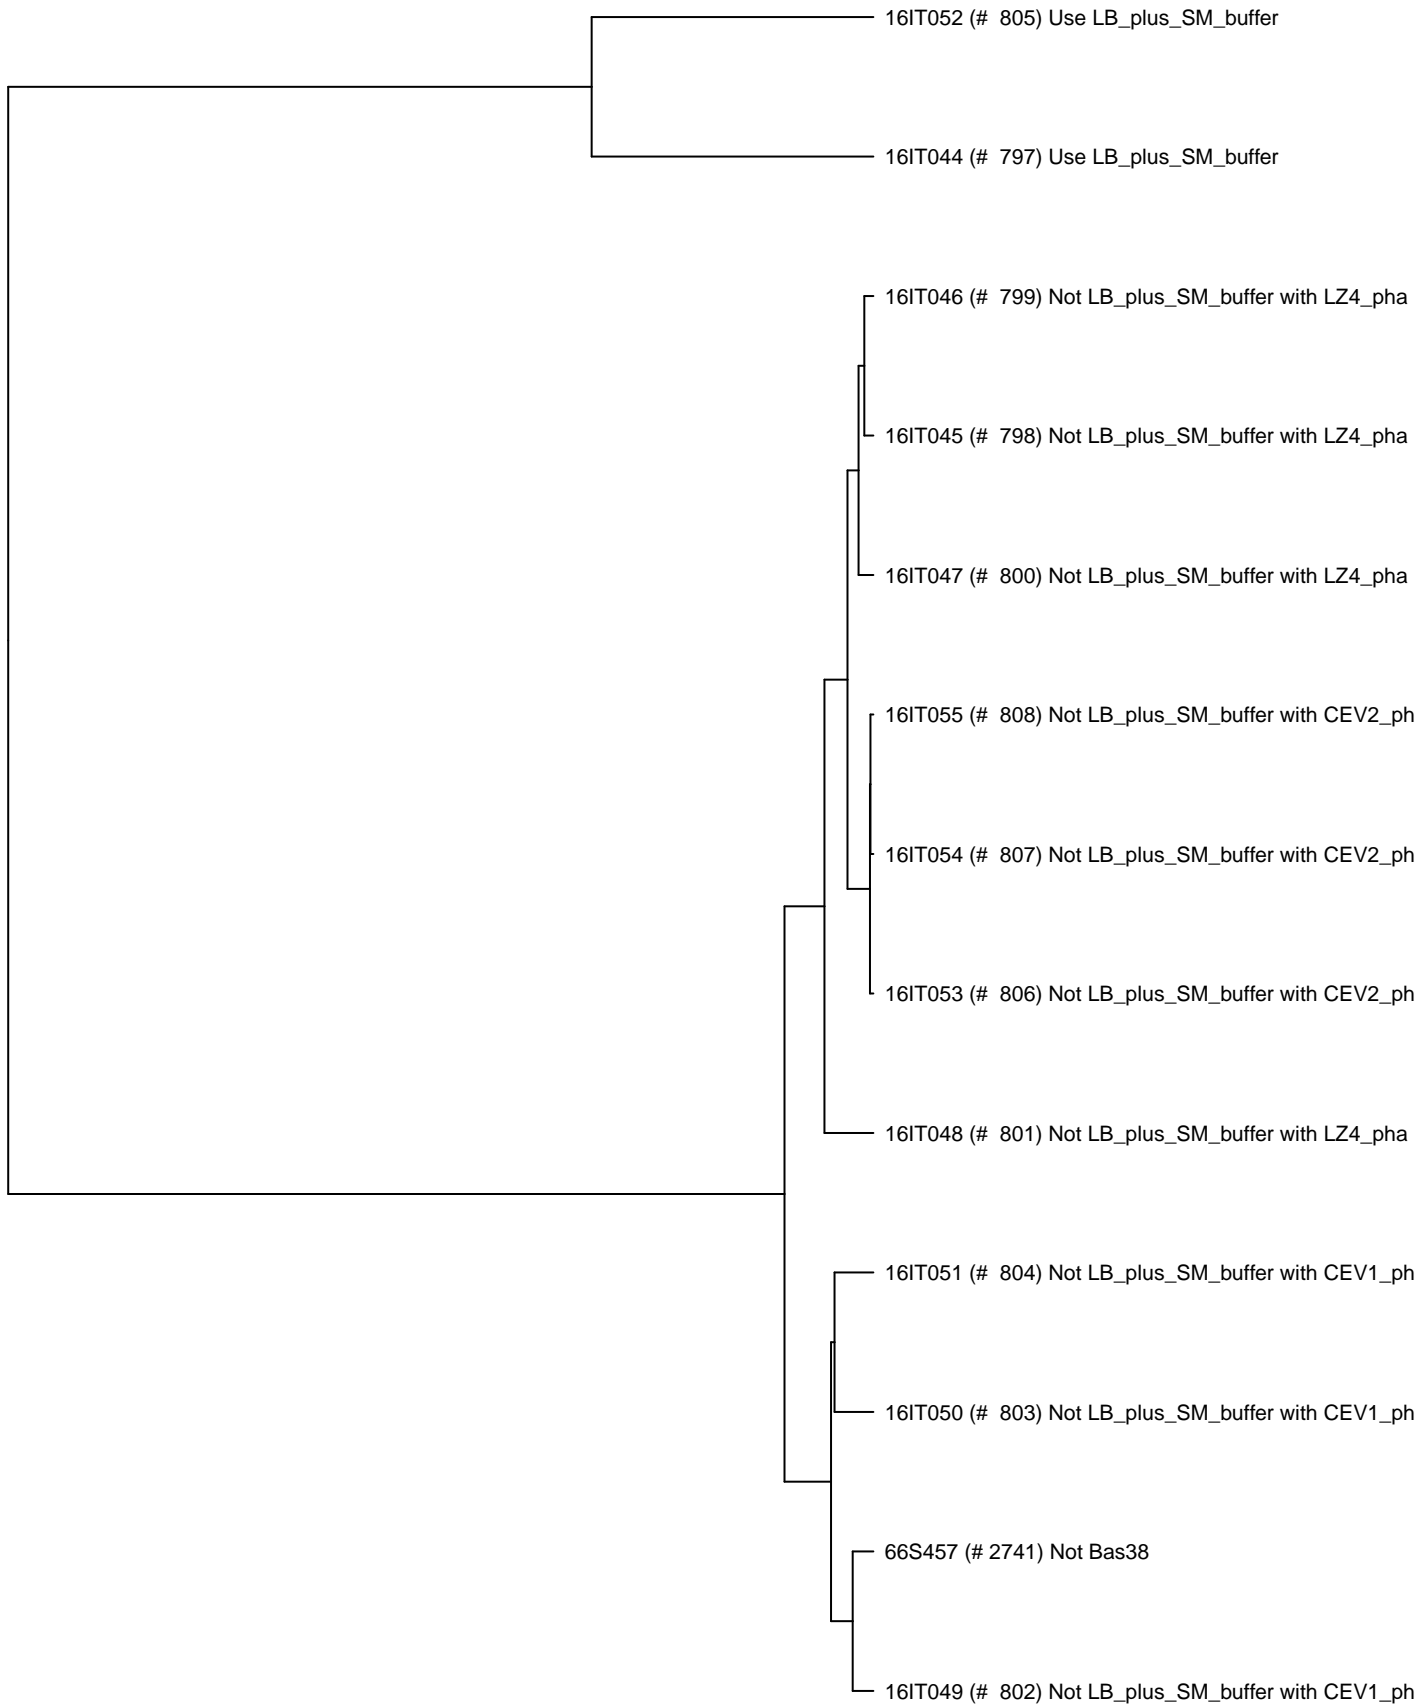 16IT052 (#  805) Use LB_plus_SM_buffer
16IT044 (#  797) Use LB_plus_SM_buffer
16IT046 (#  799) Not LB_plus_SM_buffer with LZ4_pha
16IT045 (#  798) Not LB_plus_SM_buffer with LZ4_pha
16IT047 (#  800) Not LB_plus_SM_buffer with LZ4_pha
16IT055 (#  808) Not LB_plus_SM_buffer with CEV2_ph
16IT054 (#  807) Not LB_plus_SM_buffer with CEV2_ph
16IT053 (#  806) Not LB_plus_SM_buffer with CEV2_ph
16IT048 (#  801) Not LB_plus_SM_buffer with LZ4_pha
16IT051 (#  804) Not LB_plus_SM_buffer with CEV1_ph
16IT050 (#  803) Not LB_plus_SM_buffer with CEV1_ph
66S457 (# 2741) Not Bas38
16IT049 (#  802) Not LB_plus_SM_buffer with CEV1_ph